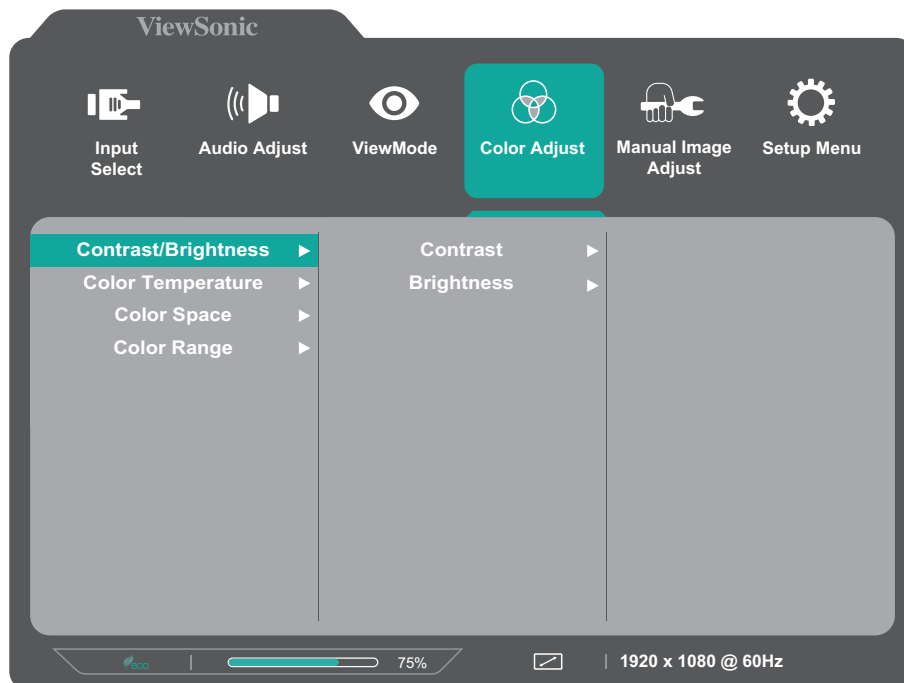 ViewSonic
Input Select
Audio Adjust
ViewMode
Color Adjust
Manual Image Adjust
Setup Menu
Contrast/Brightness
Color Temperature
Color Space
Color Range
Contrast
Brightness
eco
75%
1920 x 1080 @ 60Hz